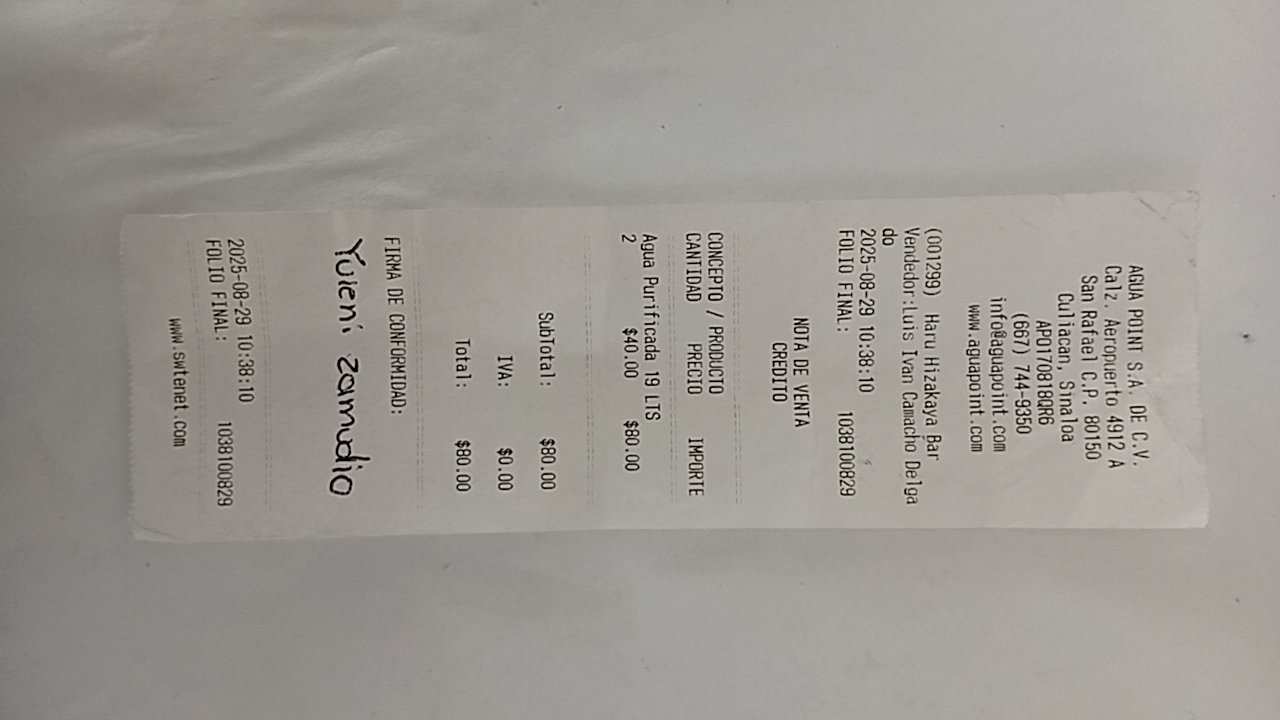 AGUA POINT S.A. DE C.V.
Calz. Aeropuerto 4912 A
San Rafael C.P. 80150
Culiacan, Sinaloa
APO170818QR6
(667) 744-9350
info@aguapoint.com
www.aguapoint.com
(001299) Haru Hizakaya Bar
Vendedor:Luis Ivan Camacho Delga
do
2025-08-29 10:38:10
FOLIO FINAL: 1038100829
NOTA DE VENTA
CREDITO
CONCEPTO / PRODUCTO
CANTIDAD PRECIO IMPORTE
Agua Purificada 19 LTS
2 $40.00 $80.00
SubTotal: $80.00
IVA: $0.00
Total: $80.00
FIRMA DE CONFORMIDAD:
Yuleni zamudio
2025-08-29 10:38:10
FOLIO FINAL: 1038100829
www.swtenet.com